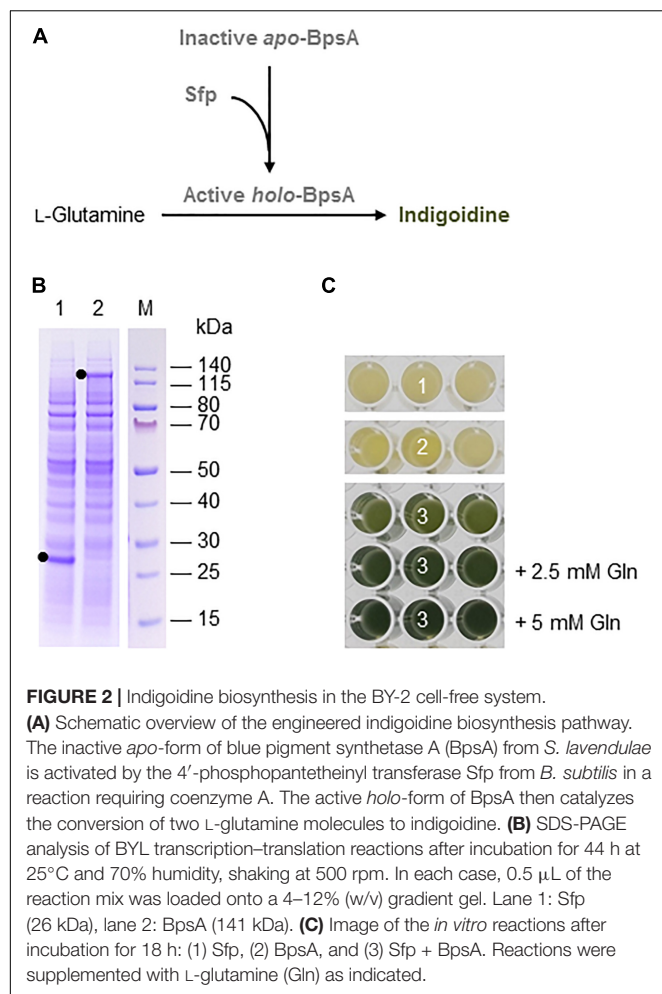 A
Inactive apo-BpsA
Sfp
Active holo-BpsA
L-Glutamine
Indigoidine
B
1 2 M
kDa
140
115
80
70
50
40
30
25
15
C
1
2
3
3 + 2.5 mM Gln
3 + 5 mM Gln
FIGURE 2 | Indigoidine biosynthesis in the BY-2 cell-free system.
(A) Schematic overview of the engineered indigoidine biosynthesis pathway.
The inactive apo-form of blue pigment synthetase A (BpsA) from S. lavendulae
is activated by the 4′-phosphopantetheinyl transferase Sfp from B. subtilis in a
reaction requiring coenzyme A. The active holo-form of BpsA then catalyzes
the conversion of two L-glutamine molecules to indigoidine. (B) SDS-PAGE
analysis of BYL transcription–translation reactions after incubation for 44 h at
25°C and 70% humidity, shaking at 500 rpm. In each case, 0.5 μL of the
reaction mix was loaded onto a 4–12% (w/v) gradient gel. Lane 1: Sfp
(26 kDa), lane 2: BpsA (141 kDa). (C) Image of the in vitro reactions after
incubation for 18 h: (1) Sfp, (2) BpsA, and (3) Sfp + BpsA. Reactions were
supplemented with L-glutamine (Gln) as indicated.